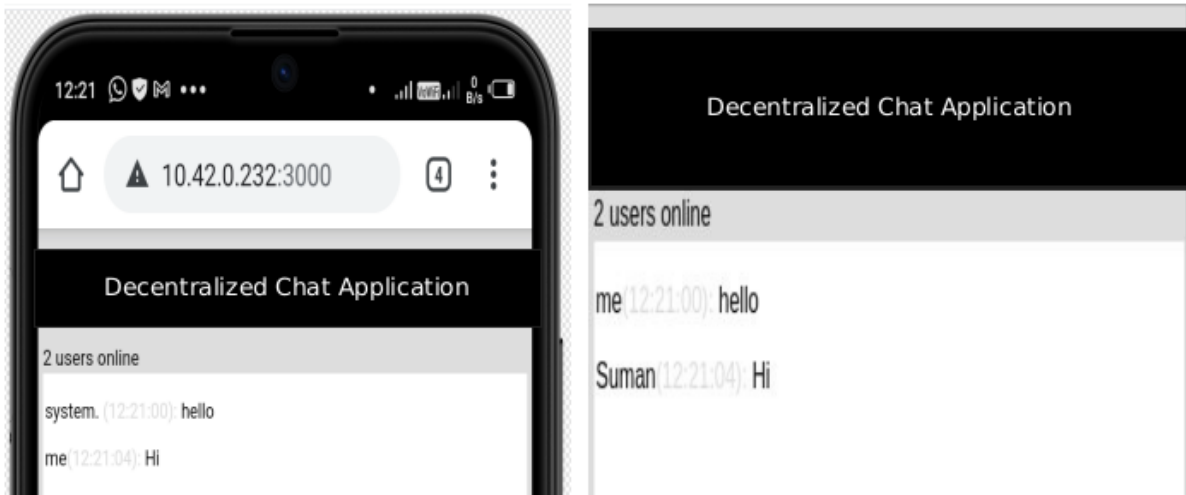 12:21 VoWiFi 0 B/s
10.42.0.232:3000 4
Decentralized Chat Application
2 users online
system. (12:21:00): hello
me(12:21:04): Hi
Decentralized Chat Application
2 users online
me(12:21:00): hello
Suman(12:21:04): Hi